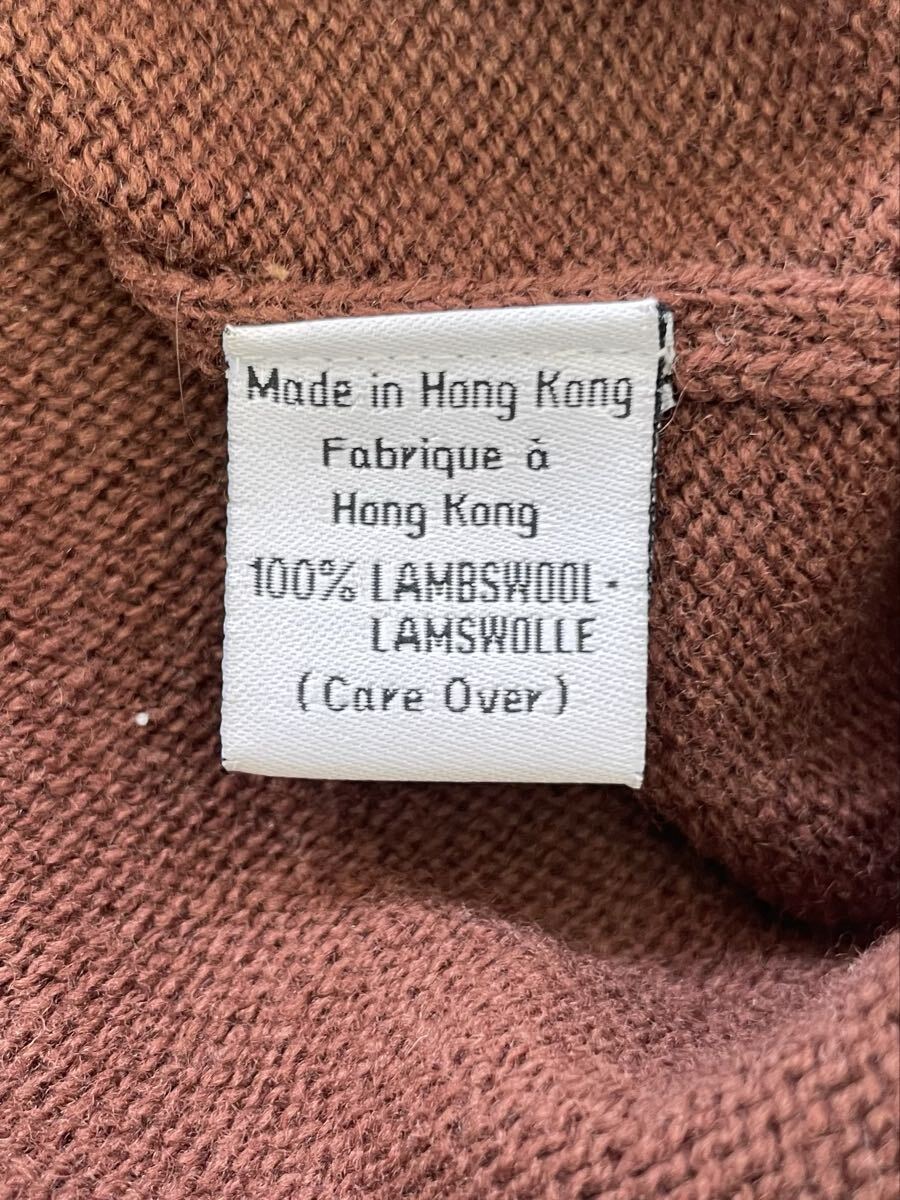 Made in Hong Kong
Fabrique à
Hong Kong
100% LAMBSWOOL·
LAMSWOLLE
(Care Over)